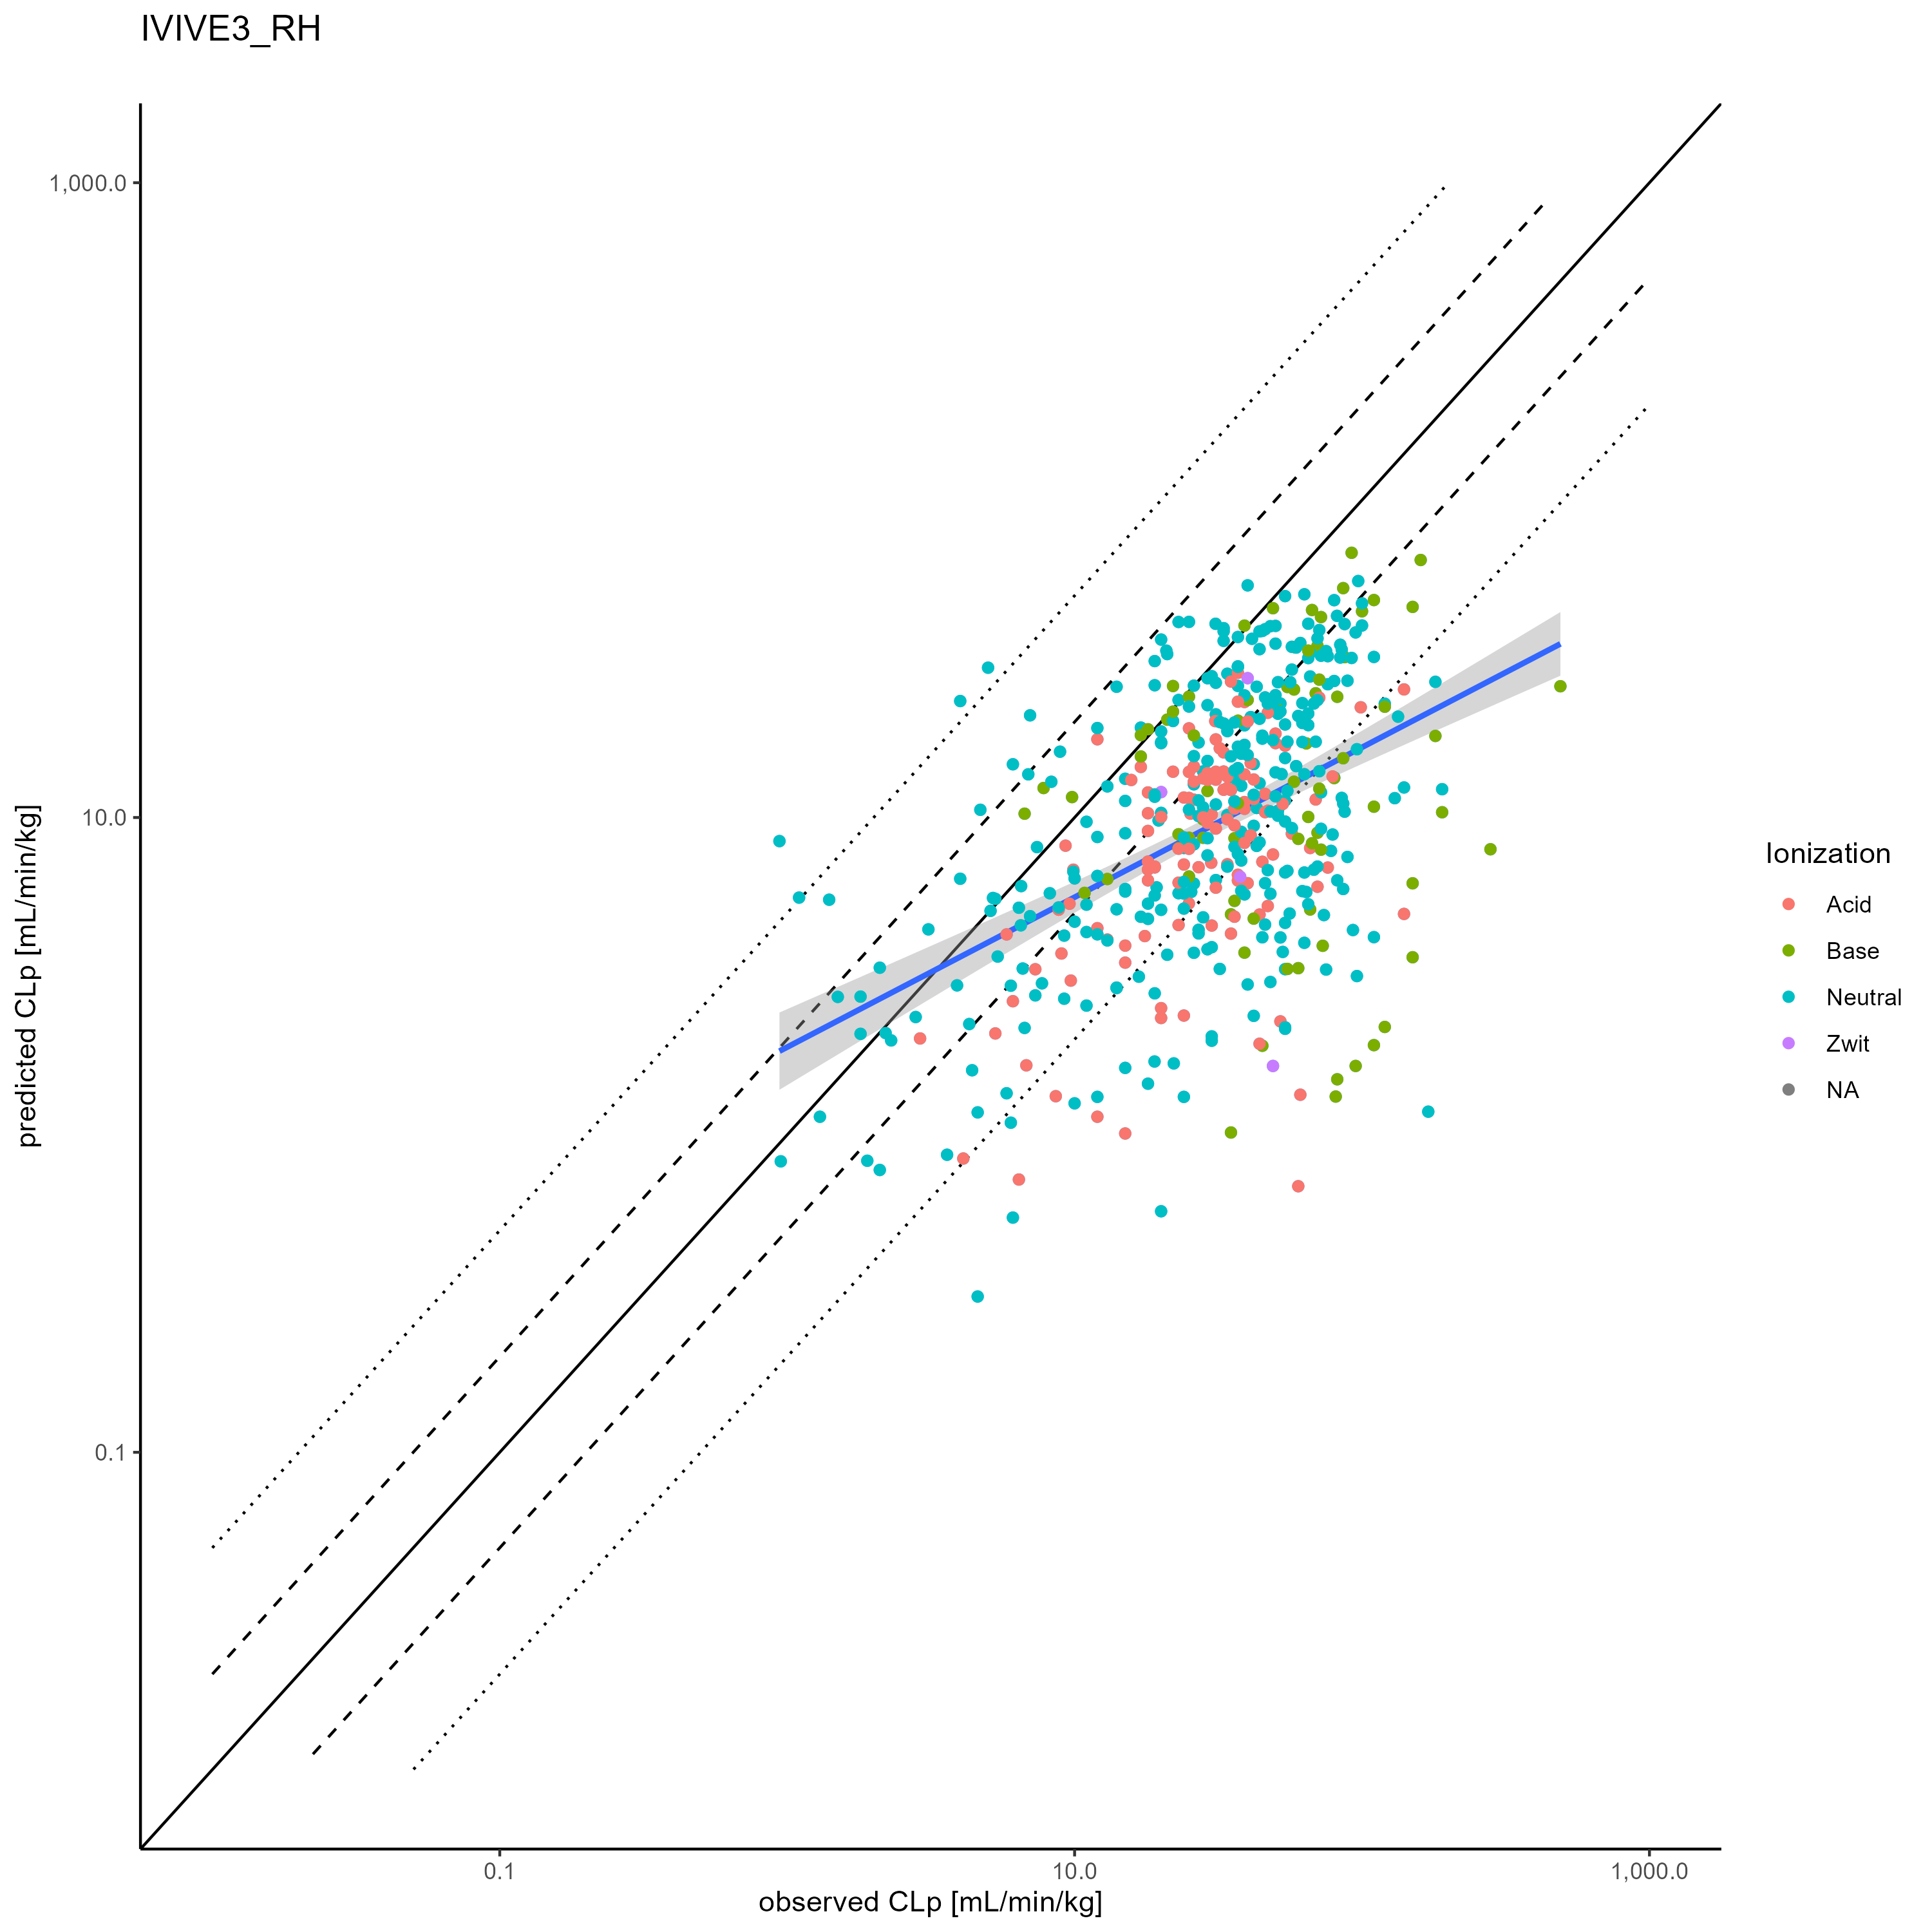 IVIVE3_RH
1,000.0
10.0
0.1
predicted CLp [mL/min/kg]
0.1
10.0
1,000.0
observed CLp [mL/min/kg]
Ionization
Acid
Base
Neutral
Zwit
NA